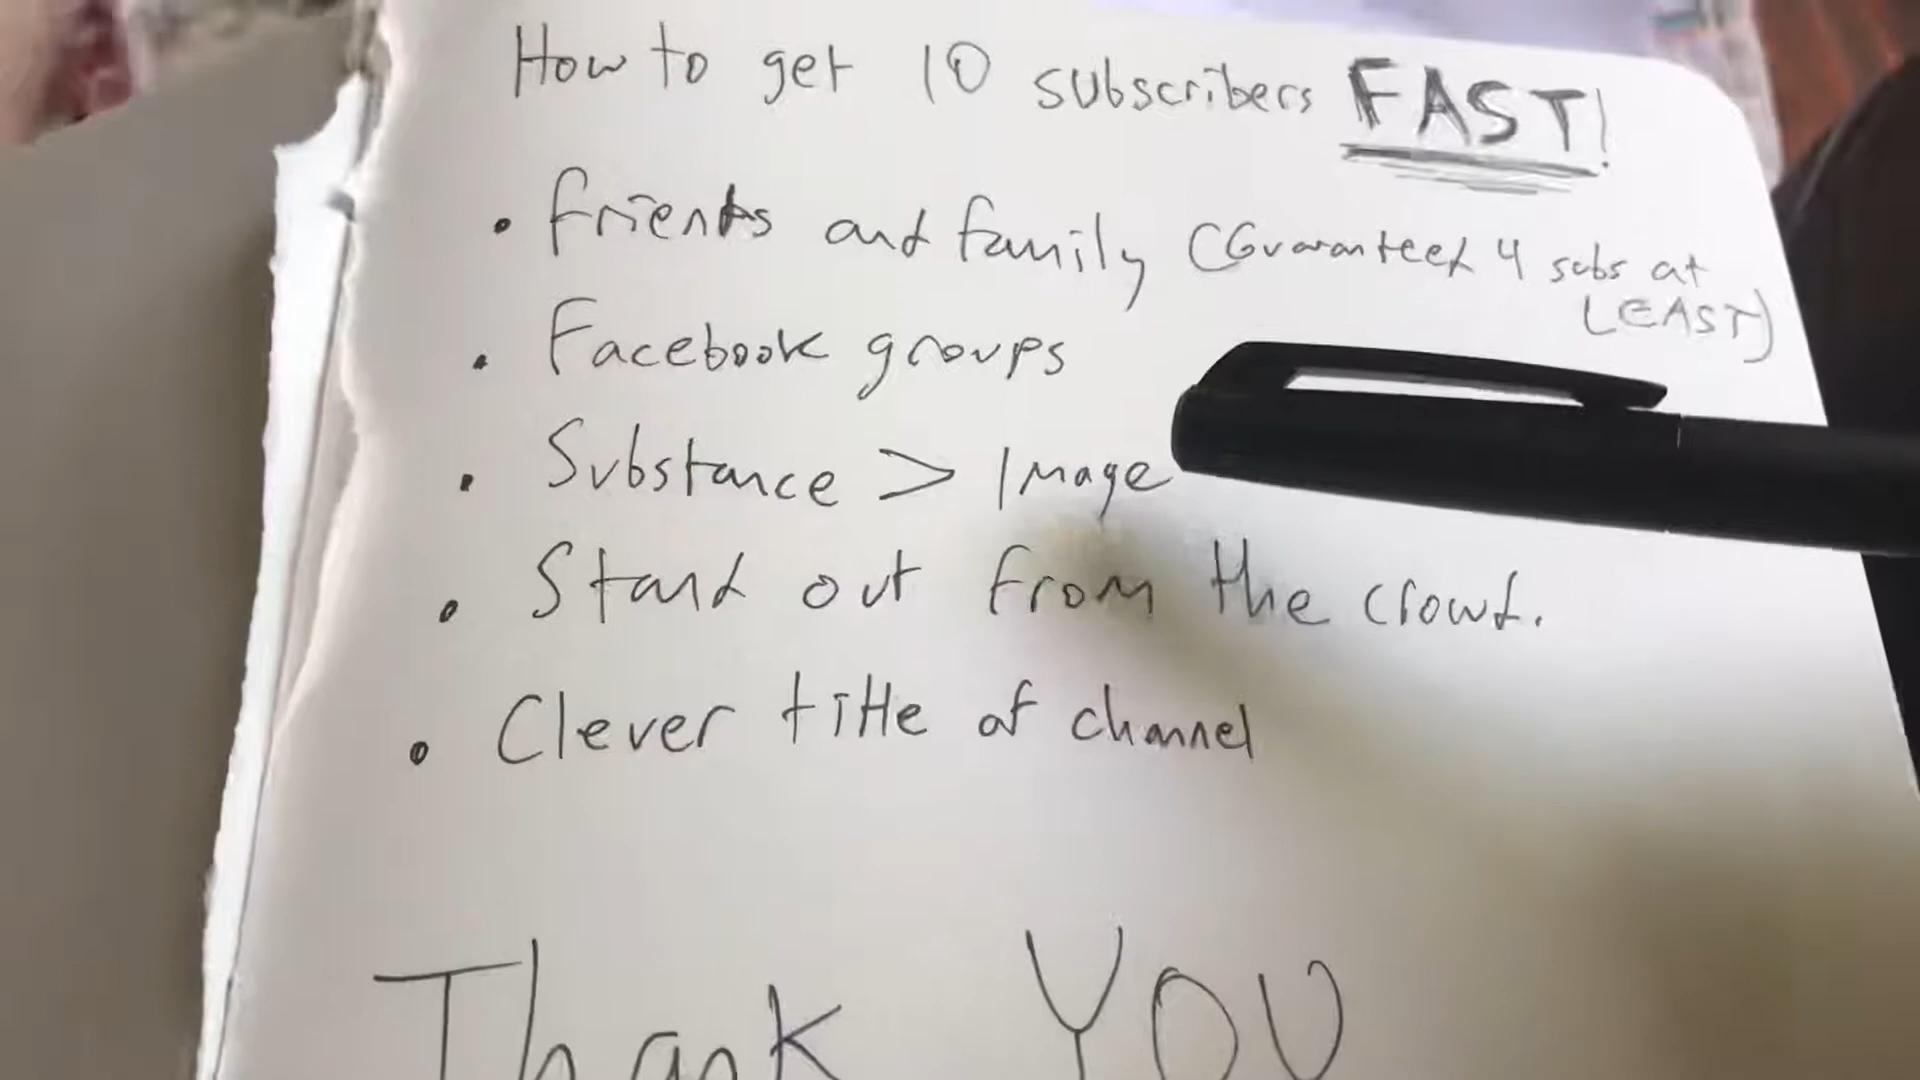 How to get 10 subscribers FAST!
• friends and family (Guaranteed 4 subs at
LEAST)
• Facebook groups
• Substance > Image
• Stand out from the crowd.
• Clever title of channel
Thank YOU